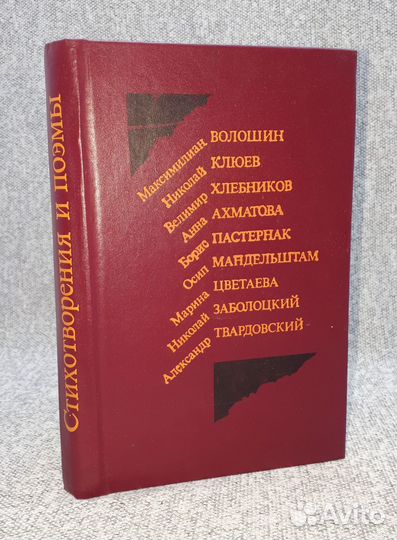 Стихотворения и поэмы
Максимилиан ВОЛОШИН
Николай КЛЮЕВ
Велимир ХЛЕБНИКОВ
Анна АХМАТОВА
Борис ПАСТЕРНАК
Осип МАНДЕЛЬШТАМ
Марина ЦВЕТАЕВА
Николай ЗАБОЛОЦКИЙ
Александр ТВАРДОВСКИЙ
Avito